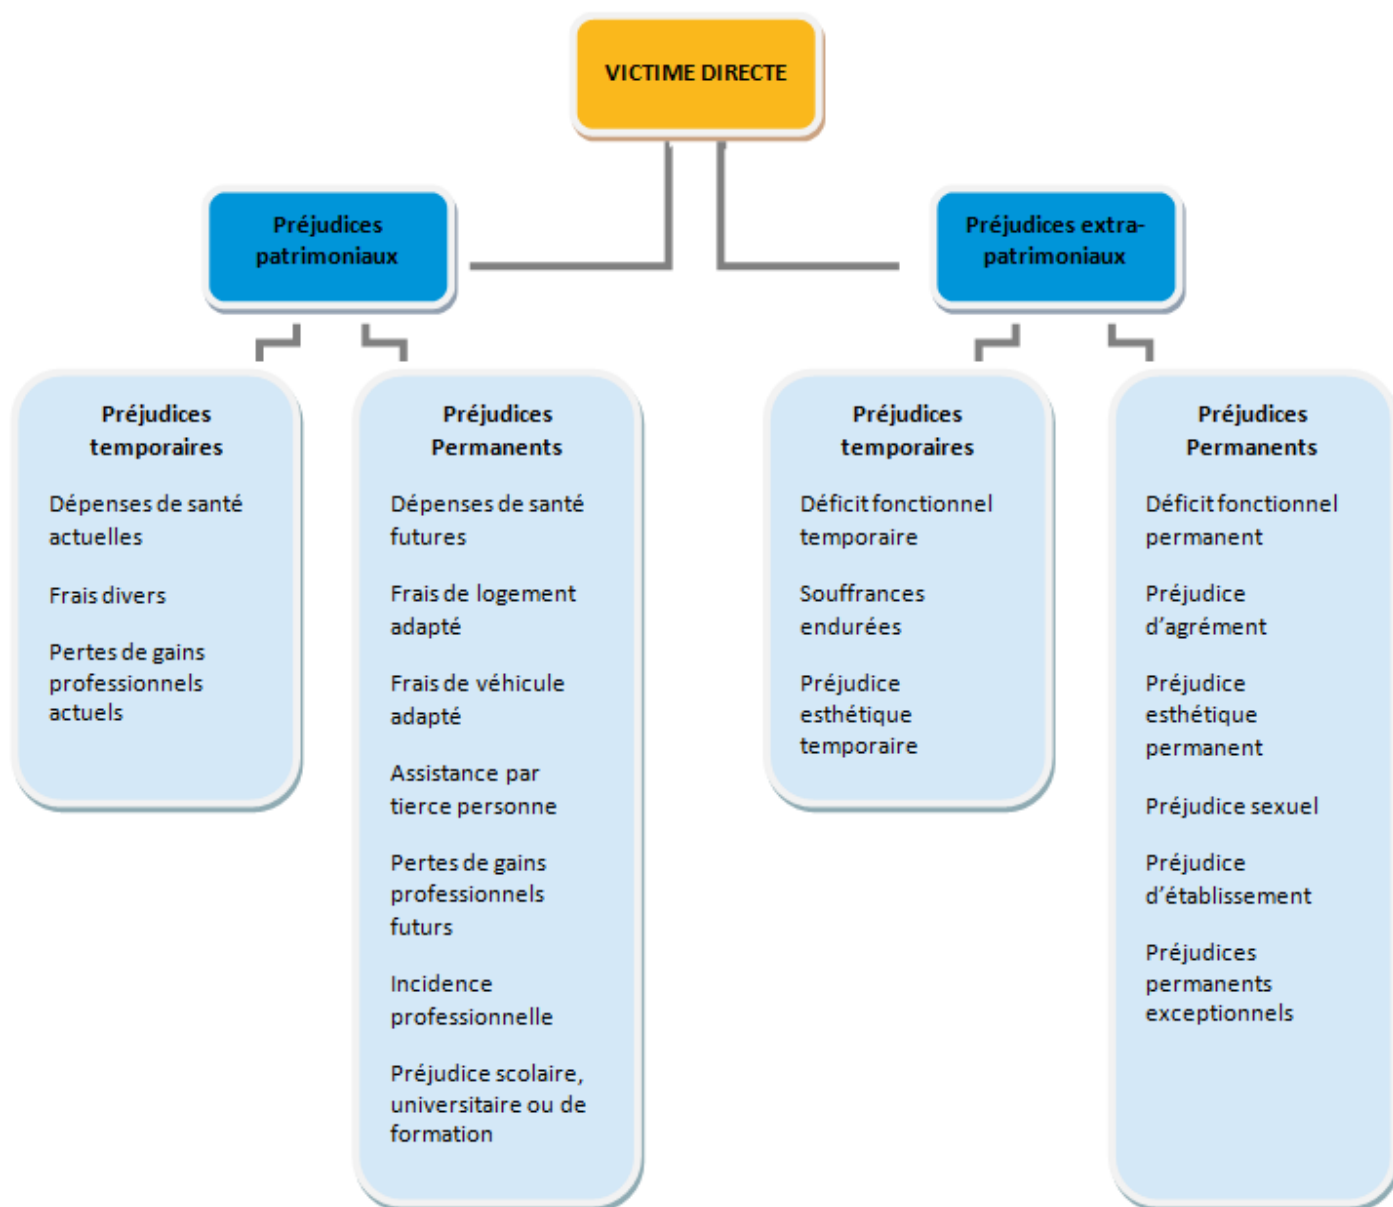 VICTIME DIRECTE
Préjudices
patrimoniaux
Préjudices extra-
patrimoniaux
Préjudices
temporaires
Dépenses de santé
actuelles
Frais divers
Pertes de gains
professionnels
actuels
Préjudices
Permanents
Dépenses de santé
futures
Frais de logement
adapté
Frais de véhicule
adapté
Assistance par
tierce personne
Pertes de gains
professionnels
futurs
Incidence
professionnelle
Préjudice scolaire,
universitaire ou de
formation
Préjudices
temporaires
Déficit fonctionnel
temporaire
Souffrances
endurées
Préjudice
esthétique
temporaire
Préjudices
Permanents
Déficit fonctionnel
permanent
Préjudice
d’agrément
Préjudice
esthétique
permanent
Préjudice sexuel
Préjudice
d’établissement
Préjudices
permanents
exceptionnels